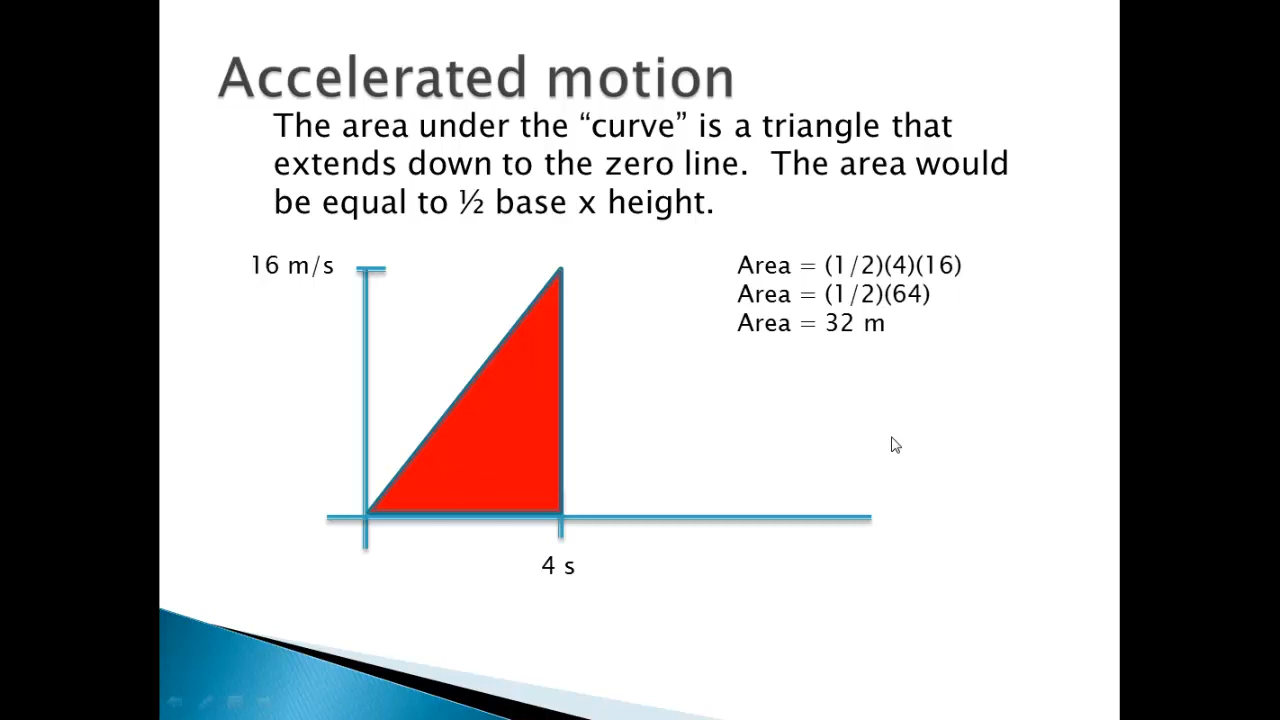 Accelerated motion
The area under the “curve” is a triangle that
extends down to the zero line.  The area would
be equal to ½ base x height.
16 m/s
Area = (1/2)(4)(16)
Area = (1/2)(64)
Area = 32 m
4 s